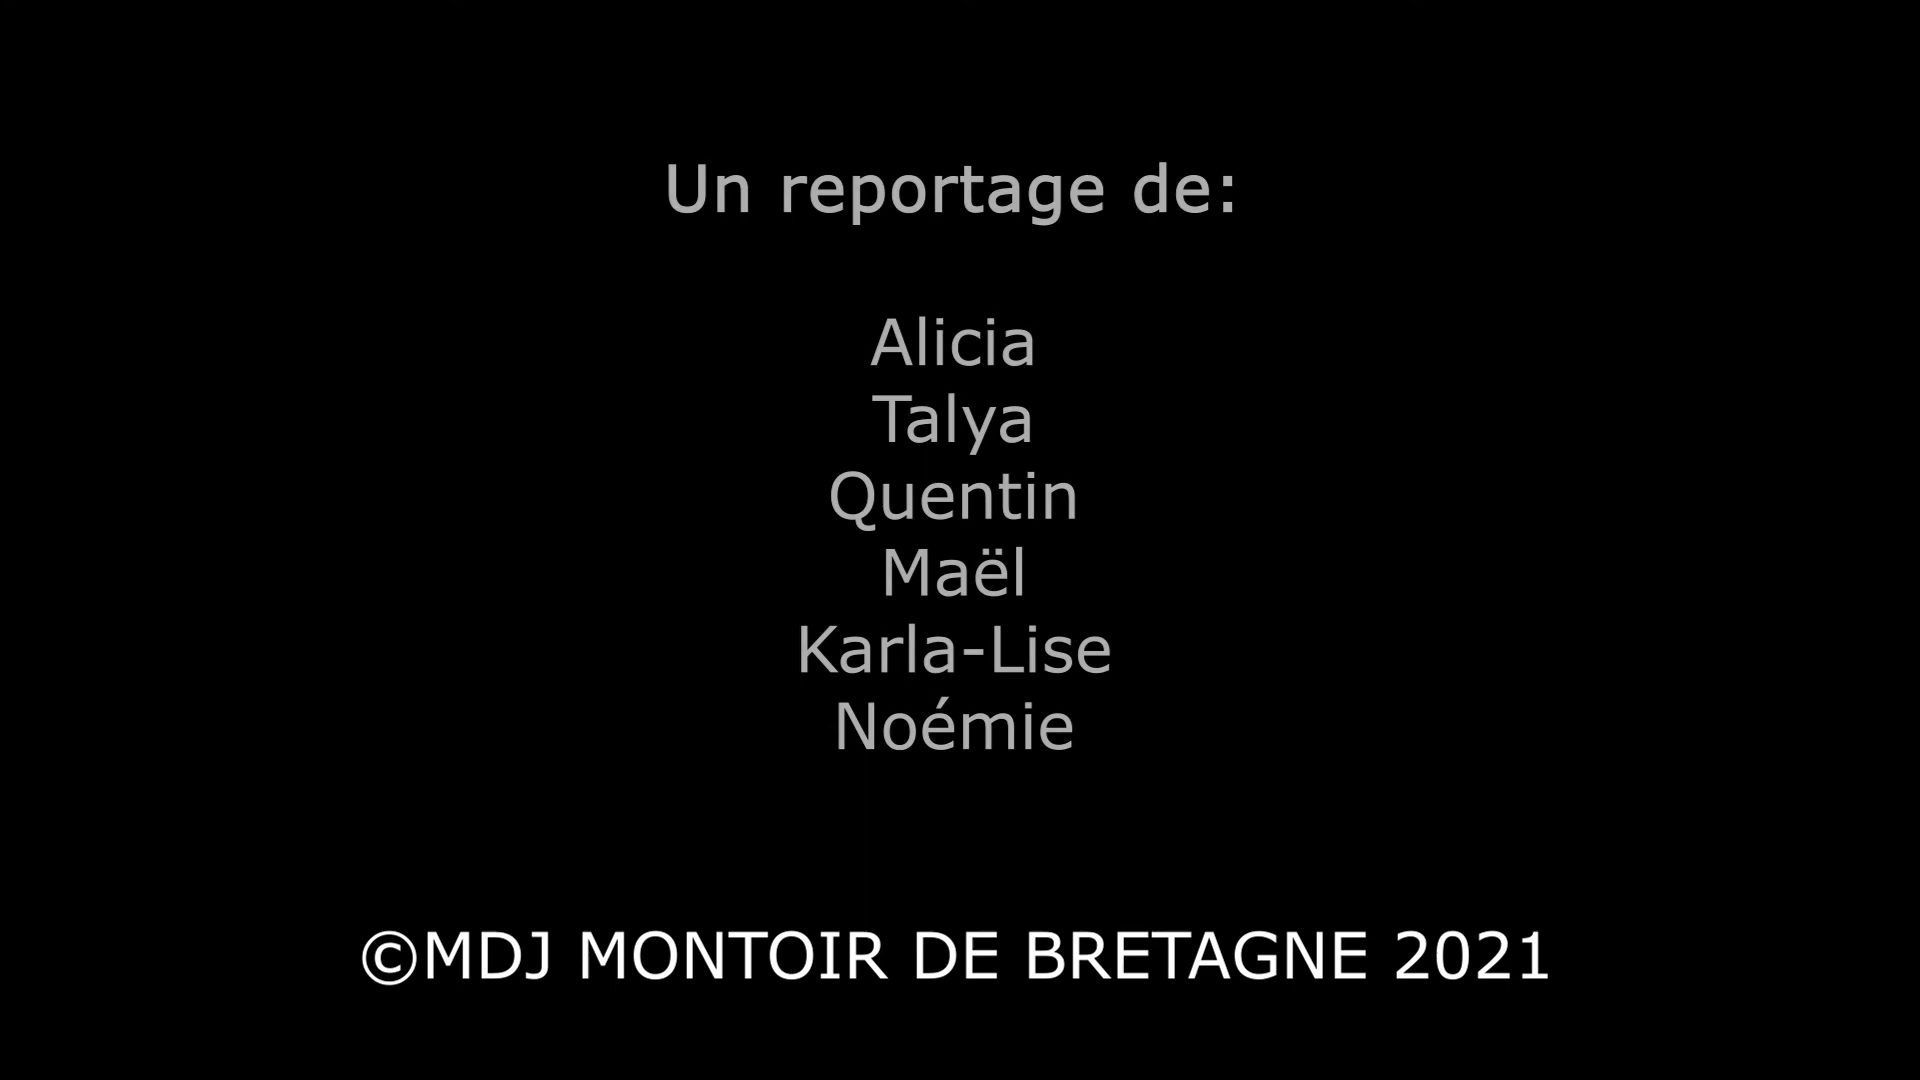 Un reportage de:
Alicia
Talya
Quentin
Maël
Karla-Lise
Noémie
©MDJ MONTOIR DE BRETAGNE 2021